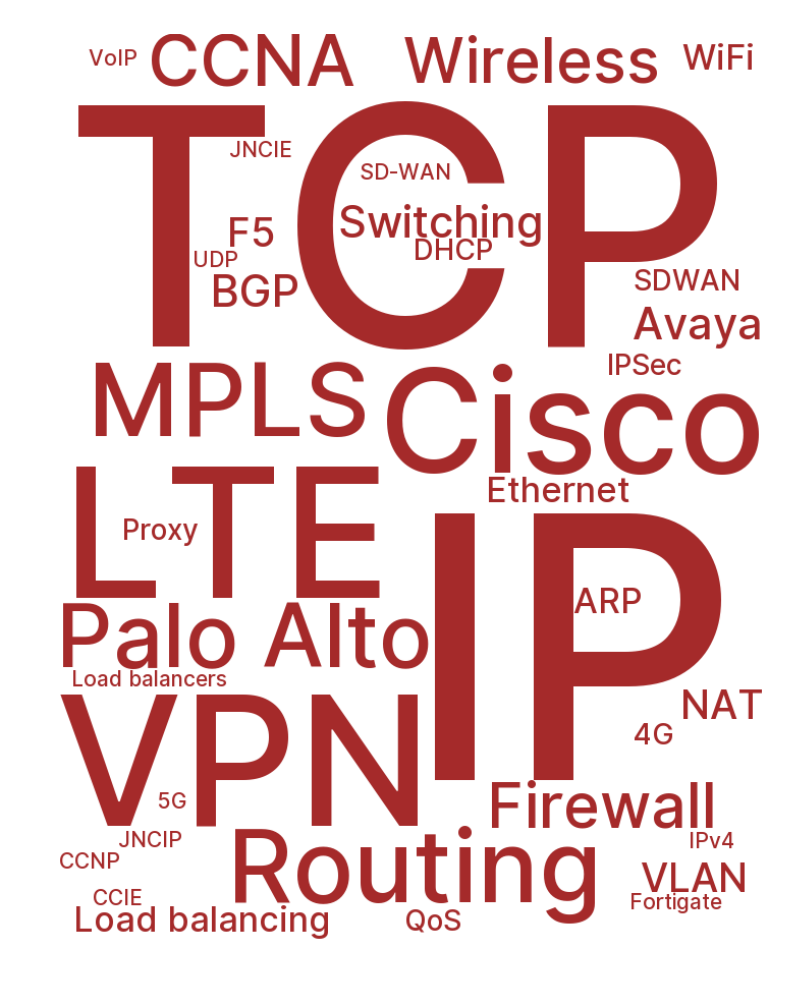 VoIP
CCNA
Wireless
WiFi
TCP
JNCIE
SD-WAN
Switching
F5
DHCP
UDP
BGP
SDWAN
Avaya
IPSec
MPLS
Cisco
LTE
Ethernet
Proxy
IP
ARP
Palo Alto
Load balancers
VPN
NAT
4G
5G
Firewall
JNCIP
Routing
IPv4
CCNP
VLAN
CCIE
Fortigate
Load balancing
QoS